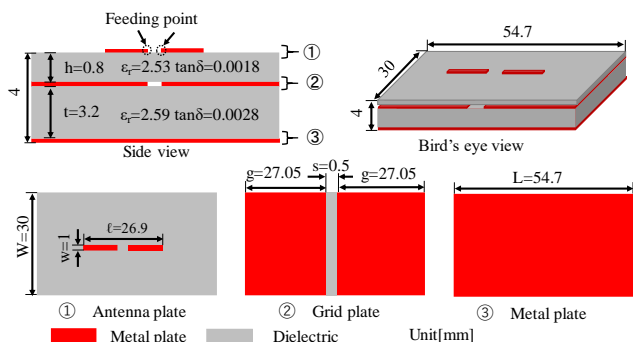 Feeding point
①
h=0.8 εr=2.53 tanδ=0.0018
②
4
t=3.2 εr=2.59 tanδ=0.0028
③
Side view
54.7
30
4
Bird's eye view
s=0.5
g=27.05 g=27.05
L=54.7
W=30
w=1
ℓ=26.9
① Antenna plate
② Grid plate
③ Metal plate
Metal plate Dielectric Unit[mm]